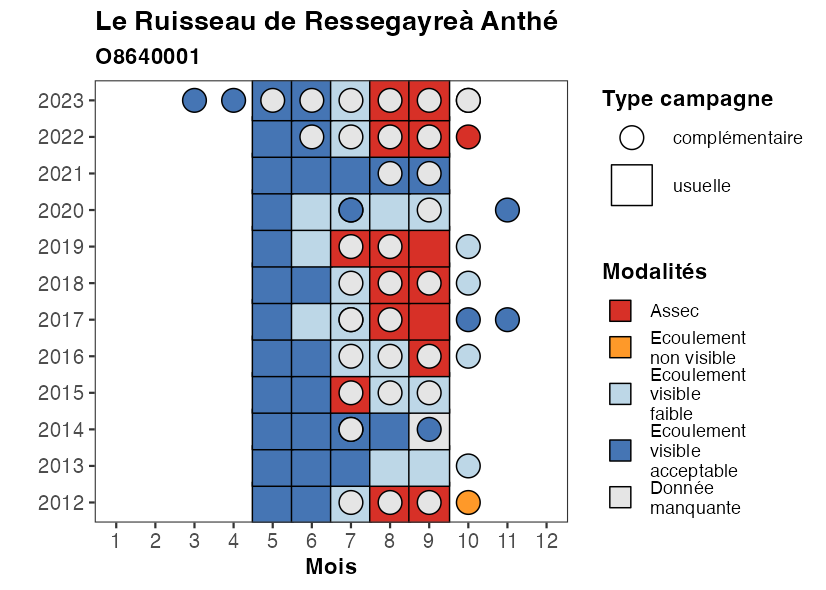 Le Ruisseau de Ressegayreà Anthé
O8640001
2023
2022
2021
2020
2019
2018
2017
2016
2015
2014
2013
2012
1 2 3 4 5 6 7 8 9 10 11 12
Mois
Type campagne
complémentaire
usuelle
Modalités
Assec
Ecoulement
non visible
Ecoulement
visible
faible
Ecoulement
visible
acceptable
Donnée
manquante